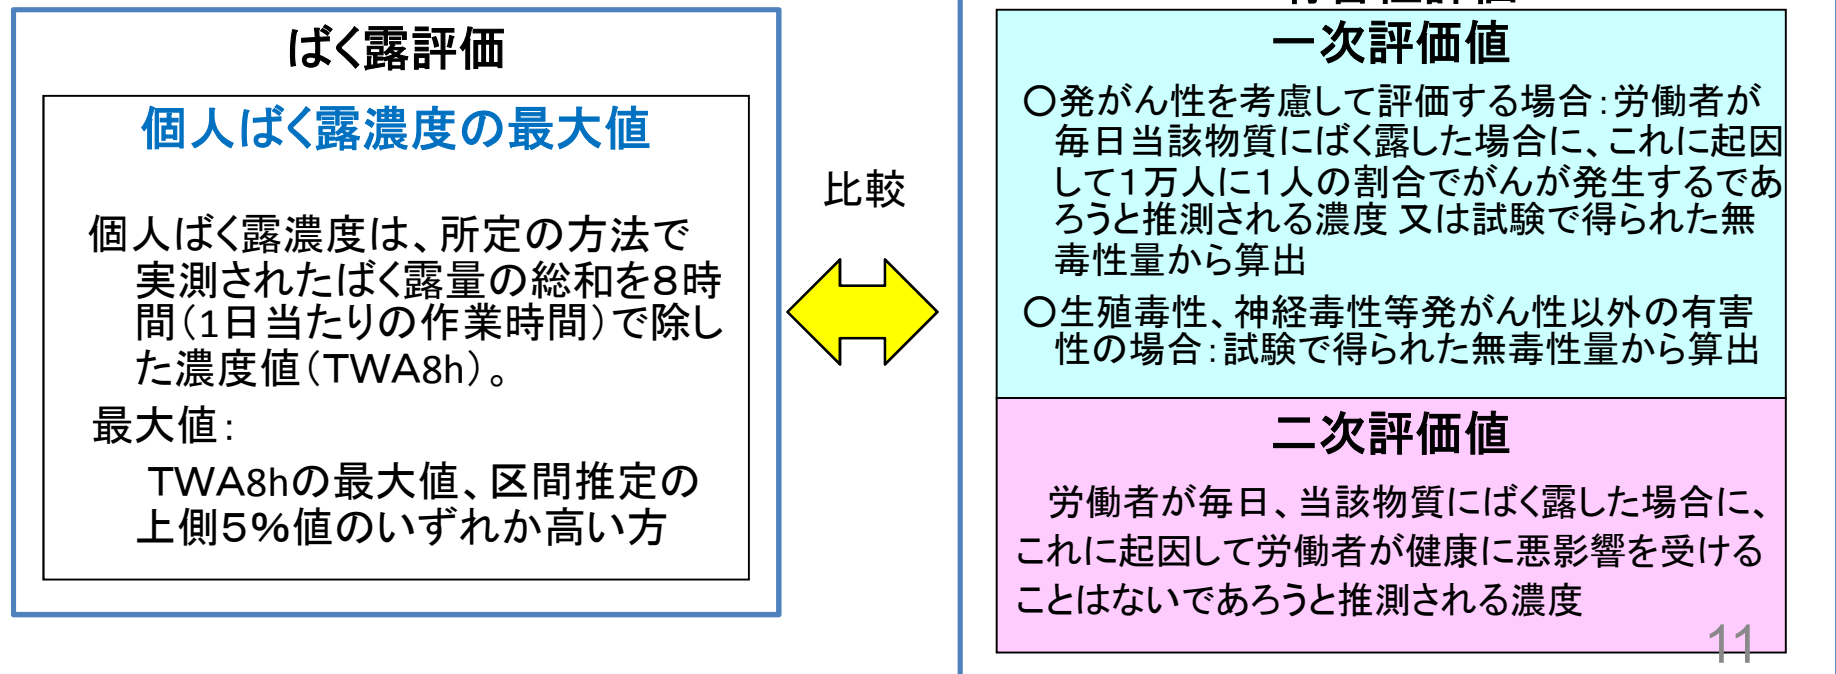 ばく露評価
個人ばく露濃度の最大値
個人ばく露濃度は、所定の方法で
実測されたばく露量の総和を8時
間(1日当たりの作業時間)で除し
た濃度値(TWA8h)。
最大値:
TWA8hの最大値、区間推定の
上側5%値のいずれか高い方
比較
一次評価値
○発がん性を考慮して評価する場合:労働者が
毎日当該物質にばく露した場合に、これに起因
して1万人に1人の割合でがんが発生するであ
ろうと推測される濃度 又は試験で得られた無
毒性量から算出
○生殖毒性、神経毒性等発がん性以外の有害
性の場合:試験で得られた無毒性量から算出
二次評価値
労働者が毎日、当該物質にばく露した場合に、
これに起因して労働者が健康に悪影響を受ける
ことはないであろうと推測される濃度
11